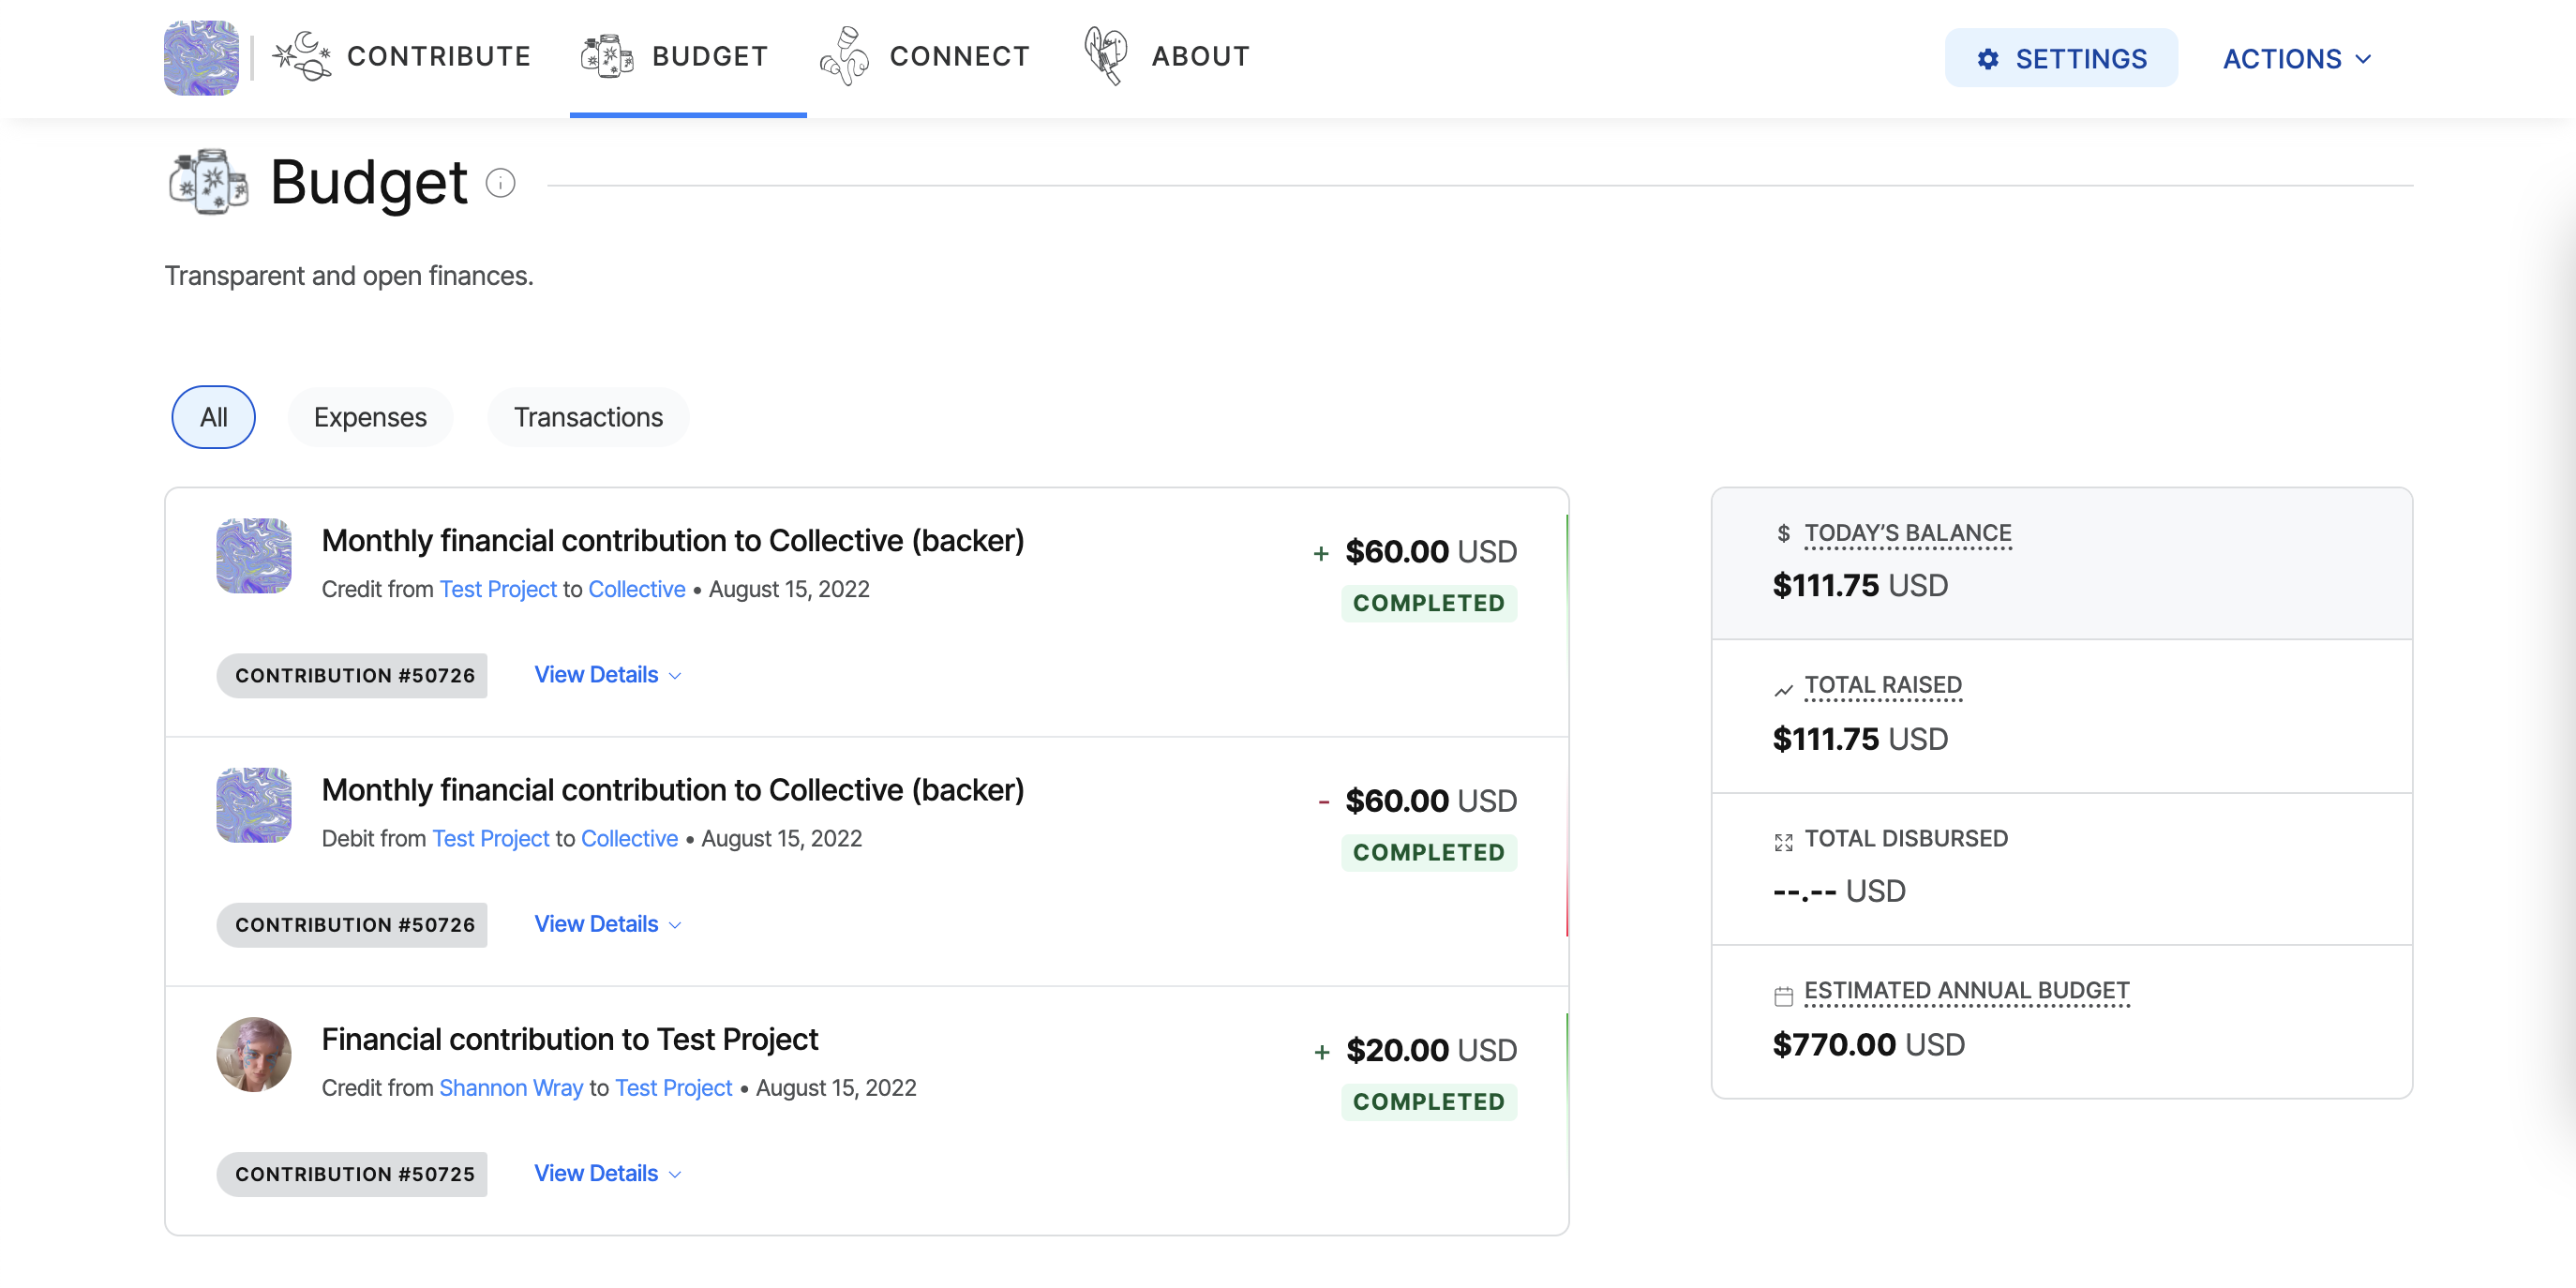 CONTRIBUTE
BUDGET
CONNECT
ABOUT
SETTINGS
ACTIONS
Budget
Transparent and open finances.
All
Expenses
Transactions
Monthly financial contribution to Collective (backer)
+ $60.00 USD
Credit from Test Project to Collective • August 15, 2022
COMPLETED
CONTRIBUTION #50726
View Details
Monthly financial contribution to Collective (backer)
- $60.00 USD
Debit from Test Project to Collective • August 15, 2022
COMPLETED
CONTRIBUTION #50726
View Details
Financial contribution to Test Project
+ $20.00 USD
Credit from Shannon Wray to Test Project • August 15, 2022
COMPLETED
CONTRIBUTION #50725
View Details
$ TODAY’S BALANCE
$111.75 USD
TOTAL RAISED
$111.75 USD
TOTAL DISBURSED
--.-- USD
ESTIMATED ANNUAL BUDGET
$770.00 USD